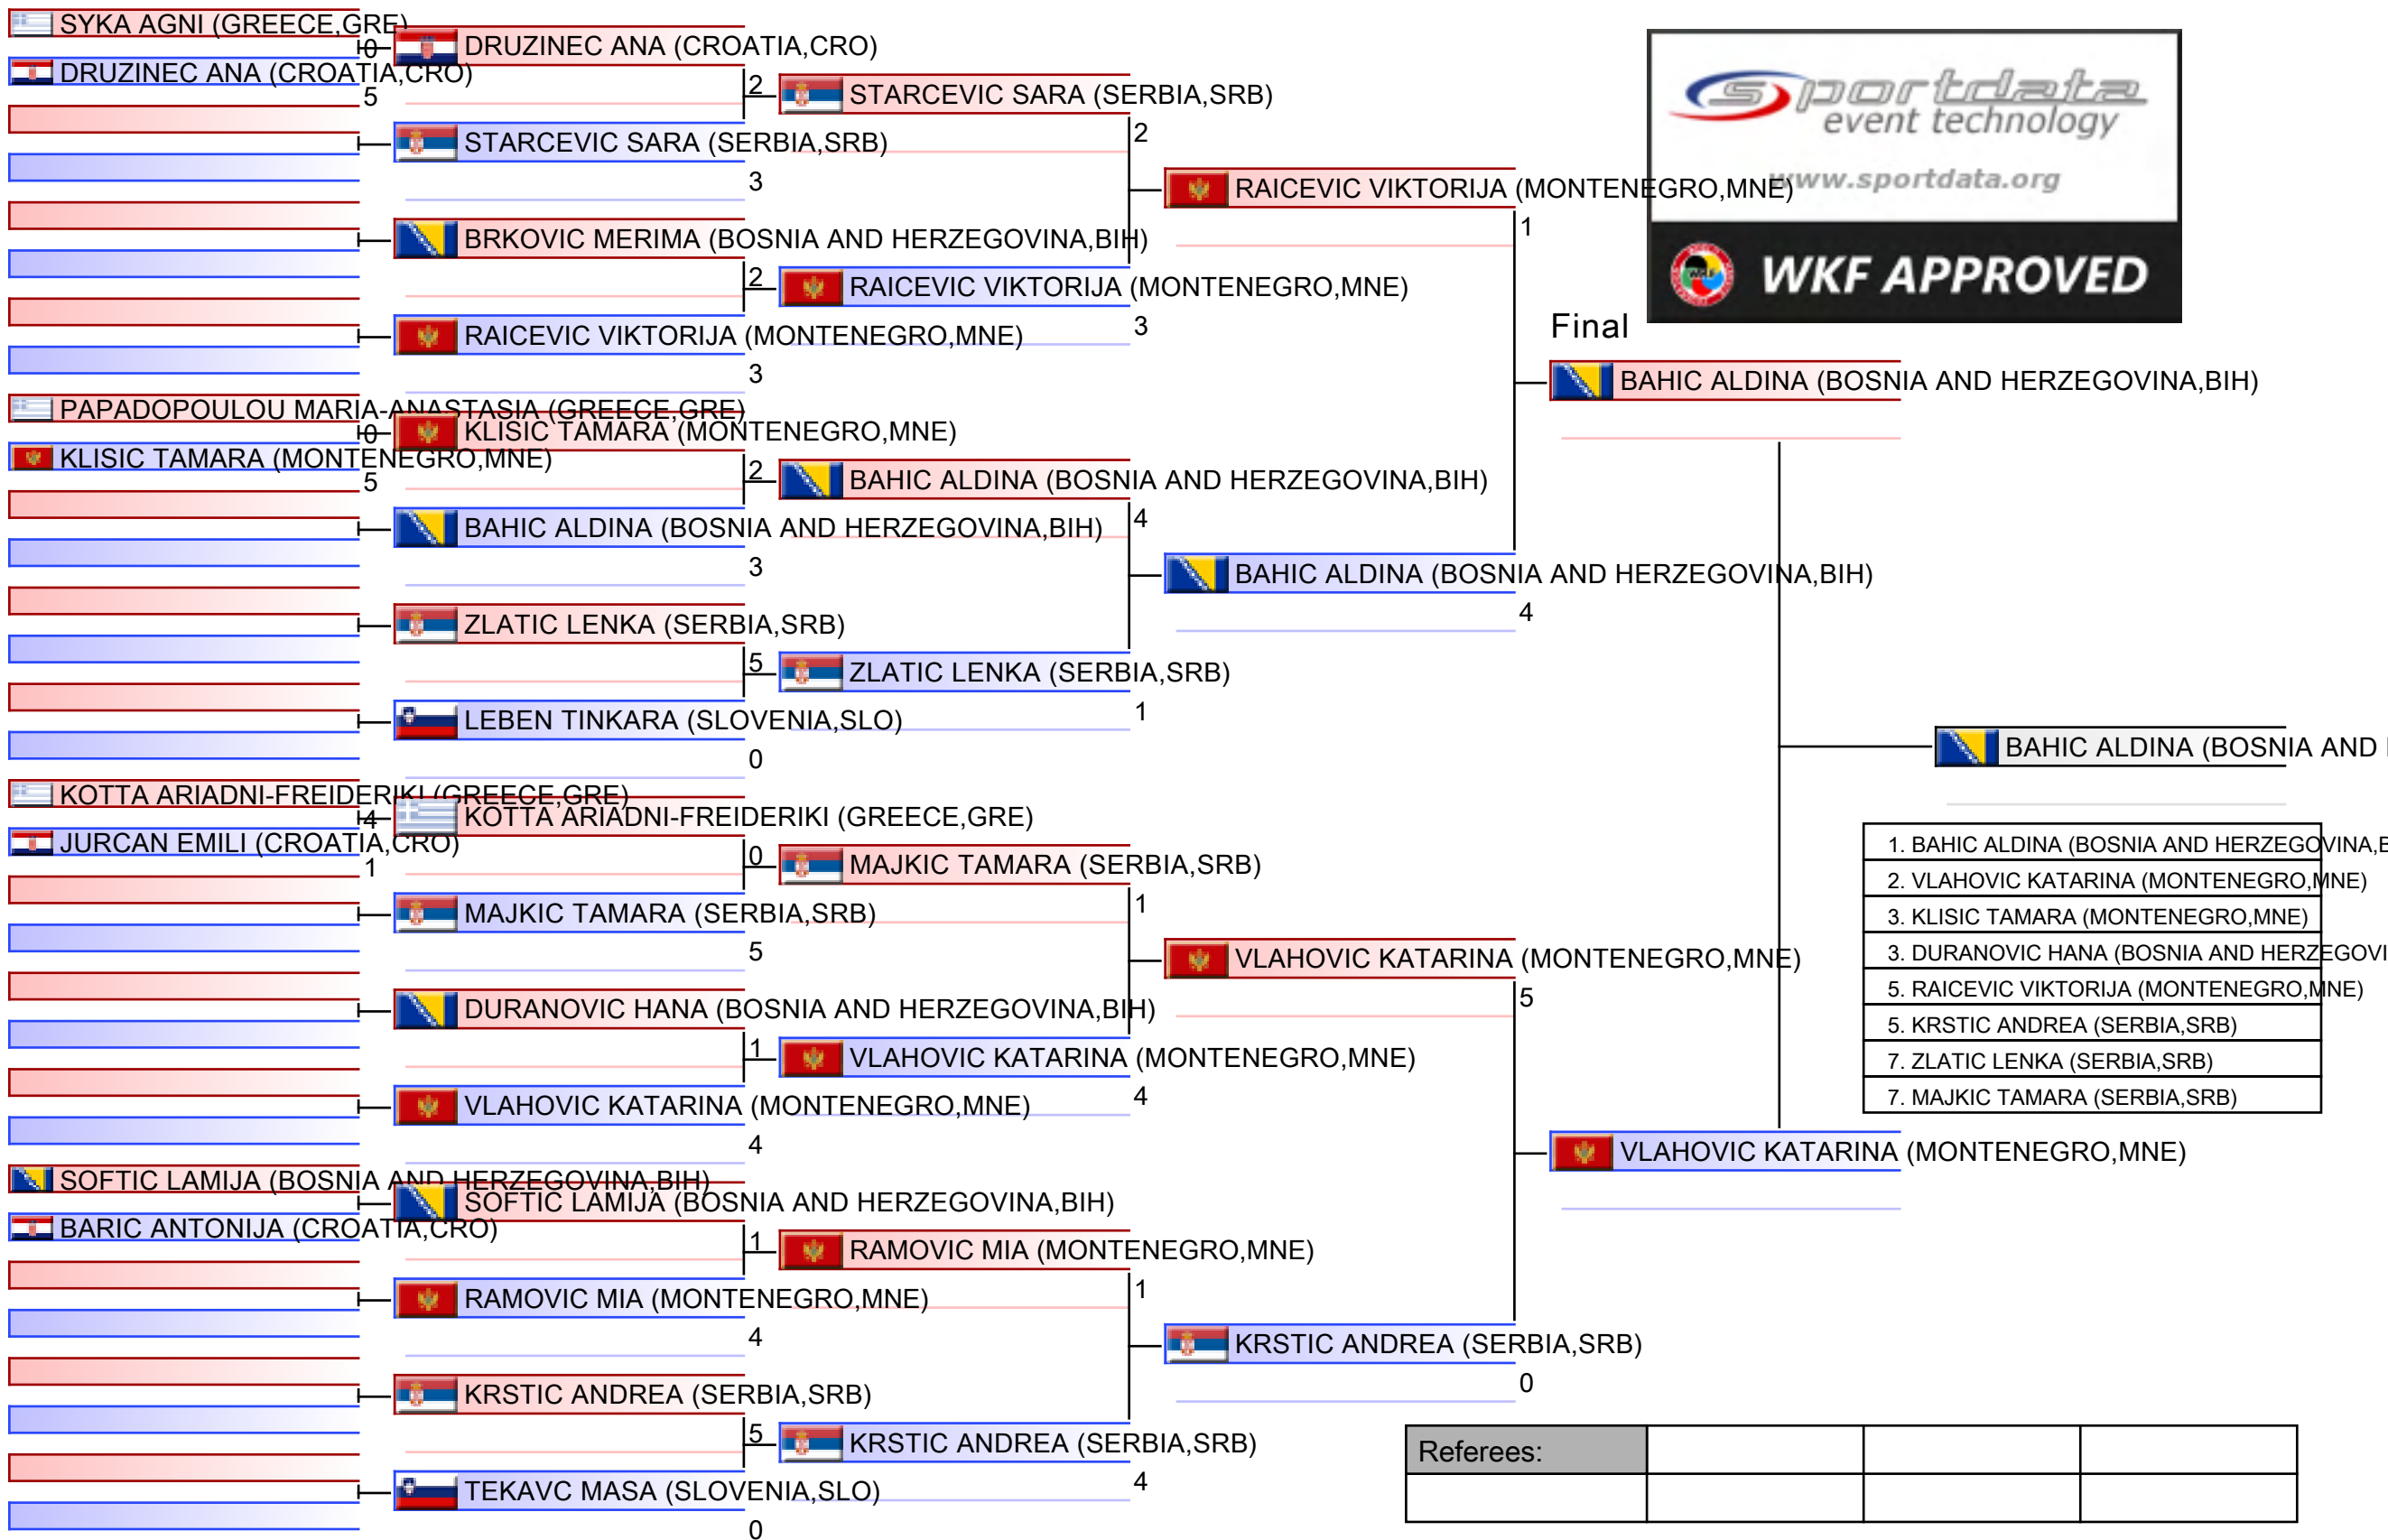 SYKA AGNI (GREECE,GRE)
0
DRUZINEC ANA (CROATIA,CRO)
5
PAPADOPOULOU MARIA-ANASTASIA (GREECE,GRE)
0
KLISIC TAMARA (MONTENEGRO,MNE)
5
KOTTA ARIADNI-FREIDERIKI (GREECE,GRE)
4
JURCAN EMILI (CROATIA,CRO)
1
SOFTIC LAMIJA (BOSNIA AND HERZEGOVINA,BIH)
BARIC ANTONIJA (CROATIA,CRO)
DRUZINEC ANA (CROATIA,CRO)
2
STARCEVIC SARA (SERBIA,SRB)
3
BRKOVIC MERIMA (BOSNIA AND HERZEGOVINA,BIH)
2
RAICEVIC VIKTORIJA (MONTENEGRO,MNE)
3
KLISIC TAMARA (MONTENEGRO,MNE)
2
BAHIC ALDINA (BOSNIA AND HERZEGOVINA,BIH)
3
ZLATIC LENKA (SERBIA,SRB)
5
LEBEN TINKARA (SLOVENIA,SLO)
0
KOTTA ARIADNI-FREIDERIKI (GREECE,GRE)
0
MAJKIC TAMARA (SERBIA,SRB)
5
DURANOVIC HANA (BOSNIA AND HERZEGOVINA,BIH)
1
VLAHOVIC KATARINA (MONTENEGRO,MNE)
4
SOFTIC LAMIJA (BOSNIA AND HERZEGOVINA,BIH)
1
RAMOVIC MIA (MONTENEGRO,MNE)
4
KRSTIC ANDREA (SERBIA,SRB)
5
TEKAVC MASA (SLOVENIA,SLO)
0
STARCEVIC SARA (SERBIA,SRB)
2
RAICEVIC VIKTORIJA (MONTENEGRO,MNE)
3
BAHIC ALDINA (BOSNIA AND HERZEGOVINA,BIH)
4
ZLATIC LENKA (SERBIA,SRB)
1
MAJKIC TAMARA (SERBIA,SRB)
1
VLAHOVIC KATARINA (MONTENEGRO,MNE)
4
RAMOVIC MIA (MONTENEGRO,MNE)
1
KRSTIC ANDREA (SERBIA,SRB)
4
RAICEVIC VIKTORIJA (MONTENEGRO,MNE)
1
BAHIC ALDINA (BOSNIA AND HERZEGOVINA,BIH)
4
VLAHOVIC KATARINA (MONTENEGRO,MNE)
5
KRSTIC ANDREA (SERBIA,SRB)
0
sportdata
event technology
www.sportdata.org
WKF
WKF APPROVED
Final
BAHIC ALDINA (BOSNIA AND HERZEGOVINA,BIH)
VLAHOVIC KATARINA (MONTENEGRO,MNE)
BAHIC ALDINA (BOSNIA AND
1. BAHIC ALDINA (BOSNIA AND HERZEGOVINA,B
2. VLAHOVIC KATARINA (MONTENEGRO,MNE)
3. KLISIC TAMARA (MONTENEGRO,MNE)
3. DURANOVIC HANA (BOSNIA AND HERZEGOVI
5. RAICEVIC VIKTORIJA (MONTENEGRO,MNE)
5. KRSTIC ANDREA (SERBIA,SRB)
7. ZLATIC LENKA (SERBIA,SRB)
7. MAJKIC TAMARA (SERBIA,SRB)
Referees: